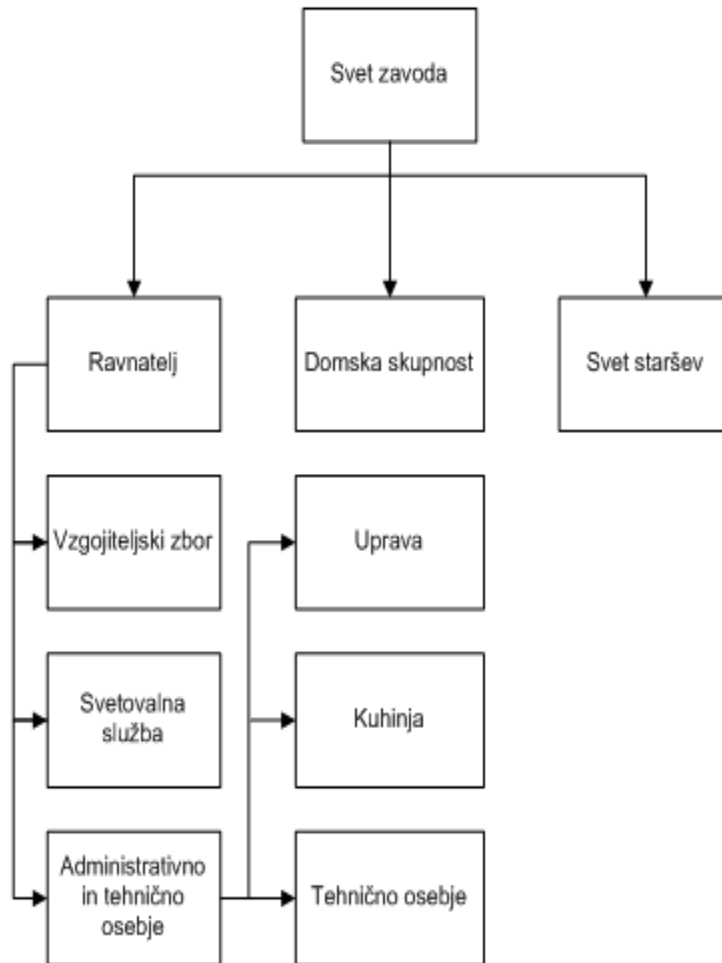 Svet zavoda
Ravnatelj
Domska skupnost
Svet staršev
Vzgojiteljski zbor
Uprava
Svetovalna
služba
Kuhinja
Administrativno
in tehnično
osebje
Tehnično osebje